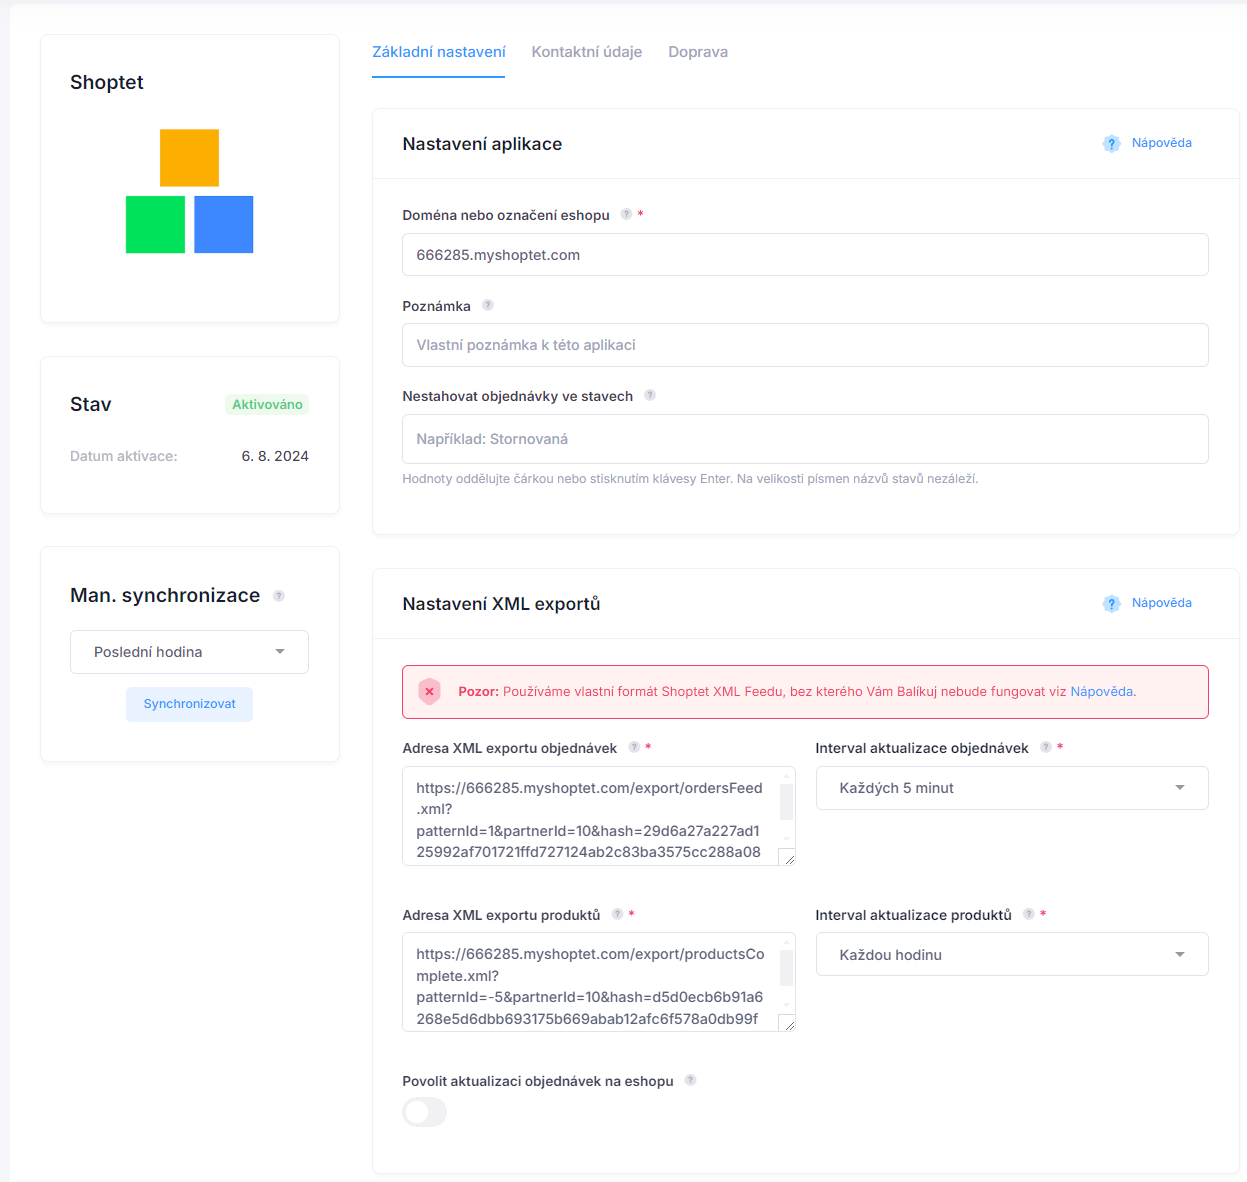 Shoptet
Stav
Aktivováno
Datum aktivace:
6. 8. 2024
Man. synchronizace ?
Poslední hodina
Synchronizovat
Základní nastavení
Kontaktní údaje
Doprava
Nastavení aplikace
? Nápověda
Doména nebo označení eshopu ? *
666285.myshoptet.com
Poznámka ?
Vlastní poznámka k této aplikaci
Nestahovat objednávky ve stavech ?
Například: Stornovaná
Hodnoty oddělujte čárkou nebo stisknutím klávesy Enter. Na velikosti písmen názvů stavů nezáleží.
Nastavení XML exportů
? Nápověda
Pozor: Používáme vlastní formát Shoptet XML Feedu, bez kterého Vám Balíkuj nebude fungovat viz Nápověda.
Adresa XML exportu objednávek ? *
https://666285.myshoptet.com/export/ordersFeed
.xml?
patternId=1&partnerId=10&hash=29d6a27a227ad1
25992af701721ffd727124ab2c83ba3575cc288a08
Interval aktualizace objednávek ? *
Každých 5 minut
Adresa XML exportu produktů ? *
https://666285.myshoptet.com/export/productsCo
mplete.xml?
patternId=-5&partnerId=10&hash=d5d0ecb6b91a6
268e5d6dbb693175b669abab12afc6f578a0db99f
Interval aktualizace produktů ? *
Každou hodinu
Povolit aktualizaci objednávek na eshopu ?